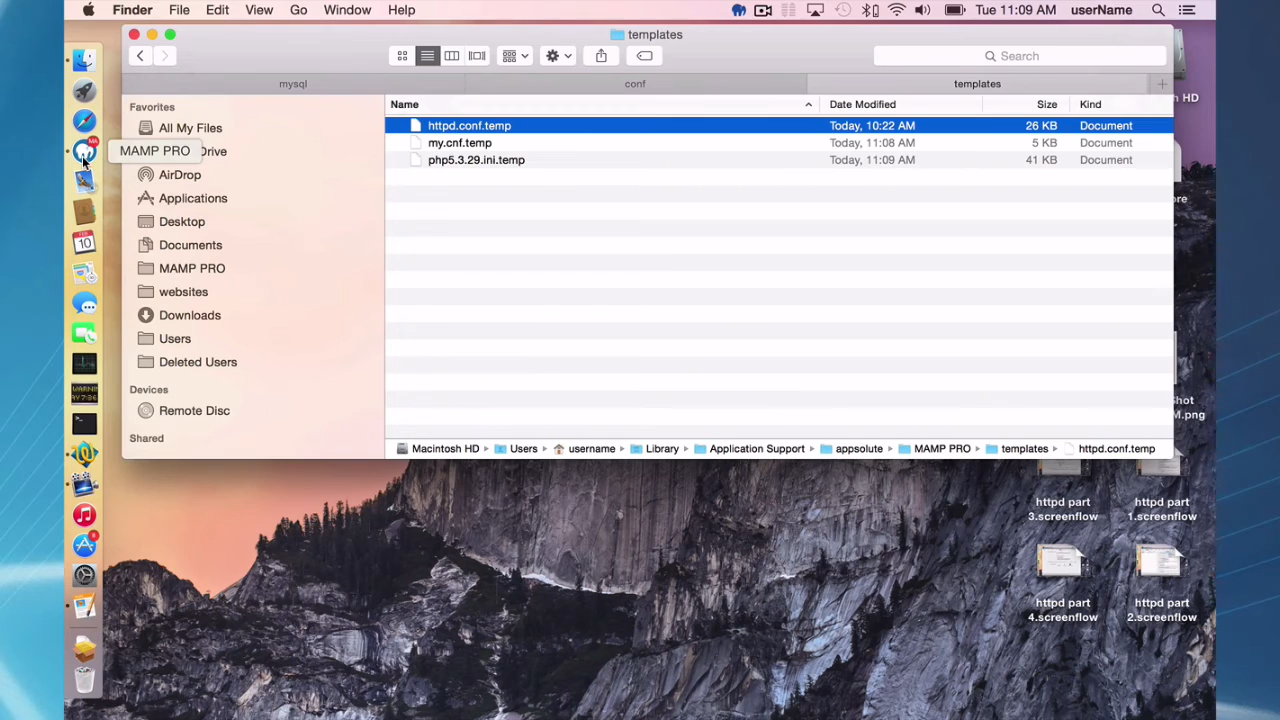 Finder File Edit View Go Window Help Tue 11:09 AM userName
templates
Search
mysql conf templates
Favorites
All My Files
MAMP PRO
Drive
AirDrop
Applications
Desktop
Documents
MAMP PRO
websites
Downloads
Users
Deleted Users
Devices
Remote Disc
Shared
Name Date Modified Size Kind
httpd.conf.temp Today, 10:22 AM 26 KB Document
my.cnf.temp Today, 11:08 AM 5 KB Document
php5.3.29.ini.temp Today, 11:09 AM 41 KB Document
Macintosh HD Users username Library Application Support appsolute MAMP PRO templates httpd.conf.temp
HD
ore
Shot
M.png
httpd part
3.screenflow
httpd part
1.screenflow
httpd part
4.screenflow
httpd part
2.screenflow
FEB
10